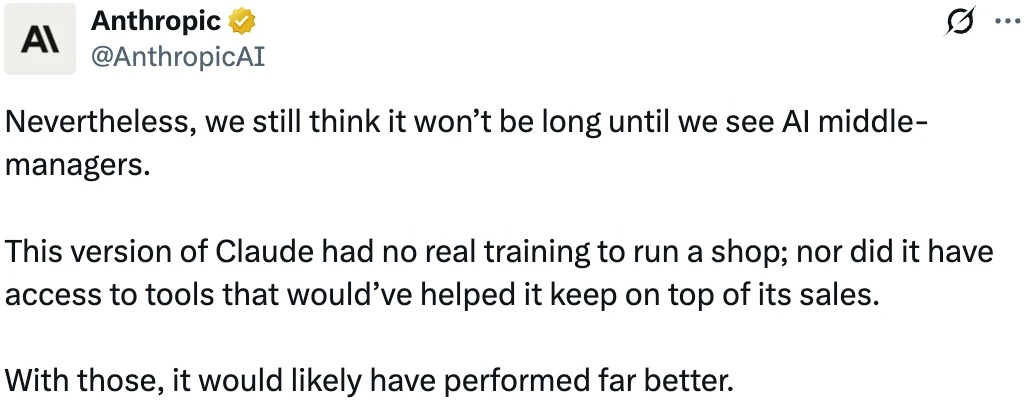 Anthropic
@AnthropicAI
Nevertheless, we still think it won’t be long until we see AI middle-
managers.
This version of Claude had no real training to run a shop; nor did it have
access to tools that would’ve helped it keep on top of its sales.
With those, it would likely have performed far better.